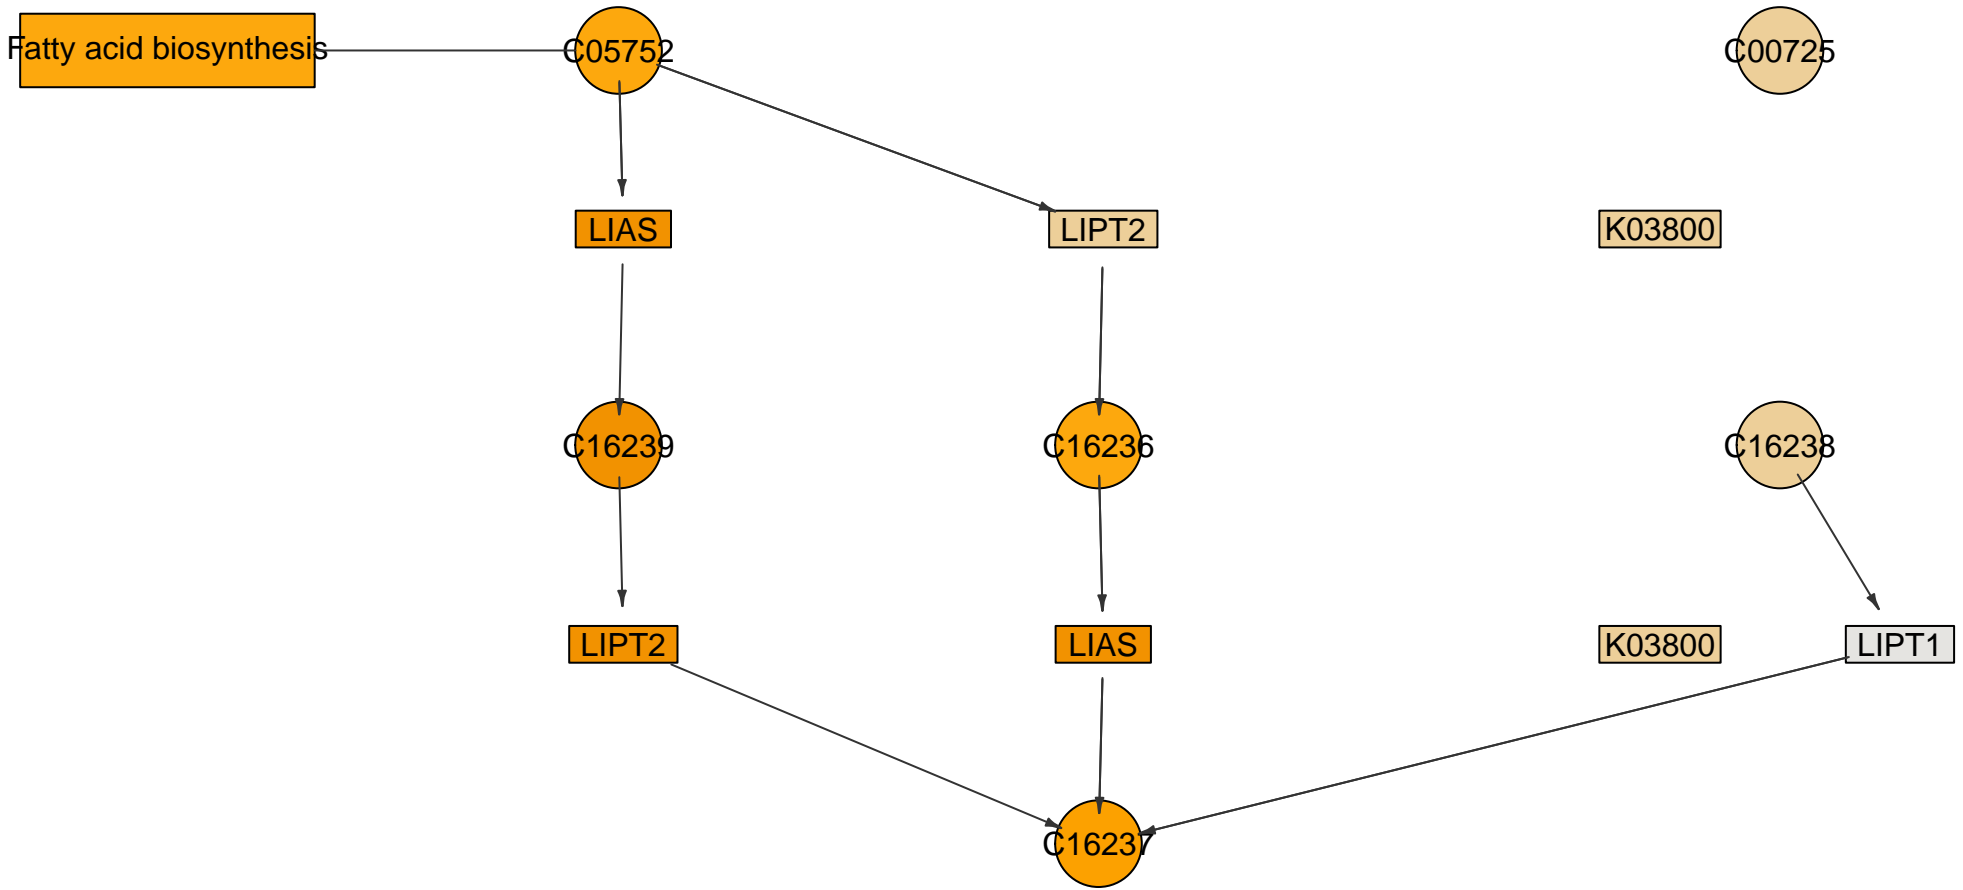 Fatty acid biosynthesis
C05752
C00725
LIAS
LIPT2
K03800
C16239
C16236
C16238
LIPT2
LIAS
K03800
LIPT1
C16237